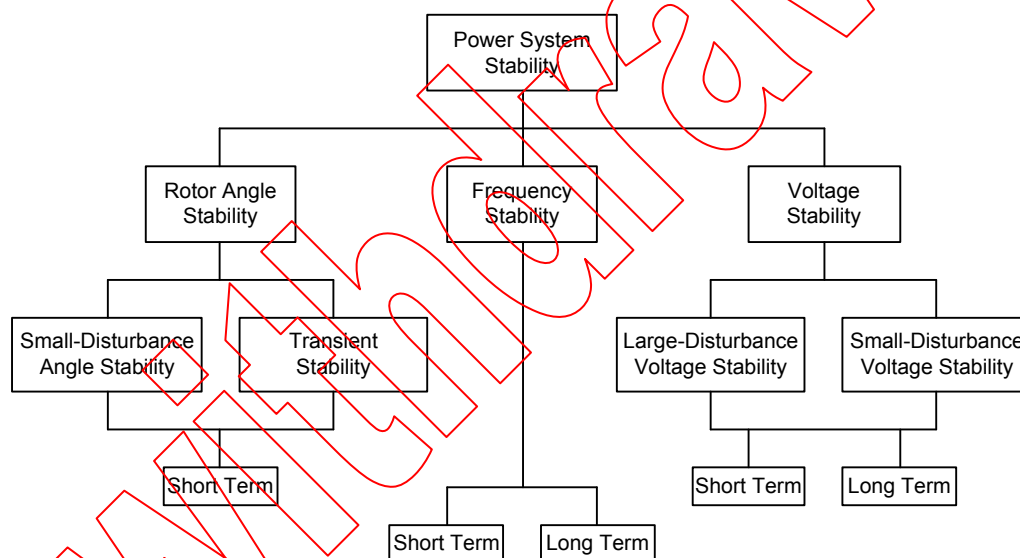 Power System
Stability
Rotor Angle
Stability
Frequency
Stability
Voltage
Stability
Small-Disturbance
Angle Stability
Transient
Stability
Large-Disturbance
Voltage Stability
Small-Disturbance
Voltage Stability
Short Term
Short Term
Long Term
Short Term
Long Term